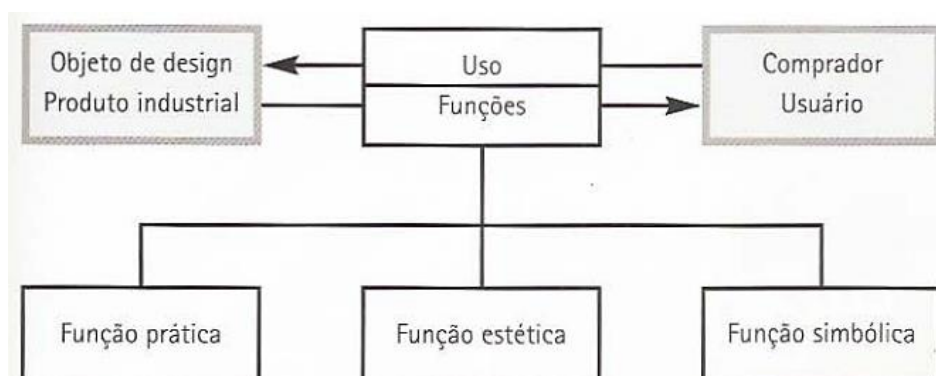 Objeto de design
Produto industrial
Uso
Funções
Comprador
Usuário
Função prática
Função estética
Função simbólica